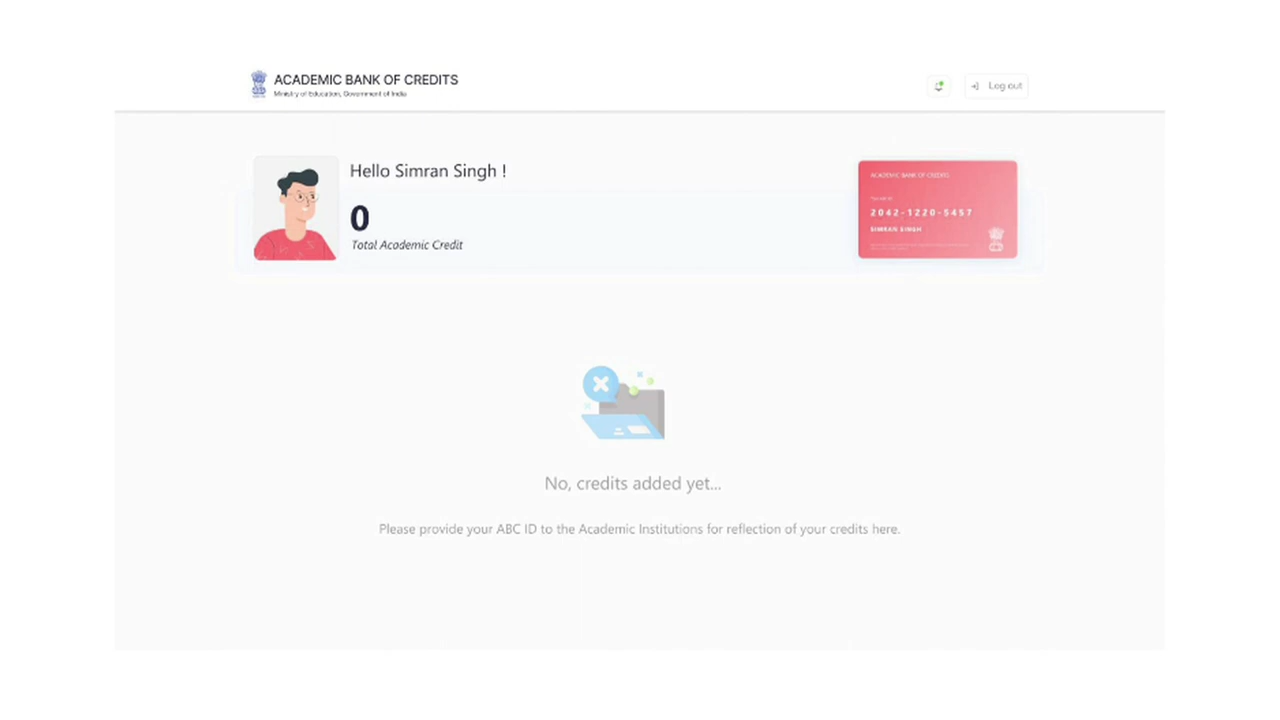 ACADEMIC BANK OF CREDITS
Ministry of Education, Government of India
Log out
Hello Simran Singh !
0
Total Academic Credit
ACADEMIC BANK OF CREDITS
2042-1220-5457
SIMRAN SINGH
No, credits added yet...
Please provide your ABC ID to the Academic Institutions for reflection of your credits here.